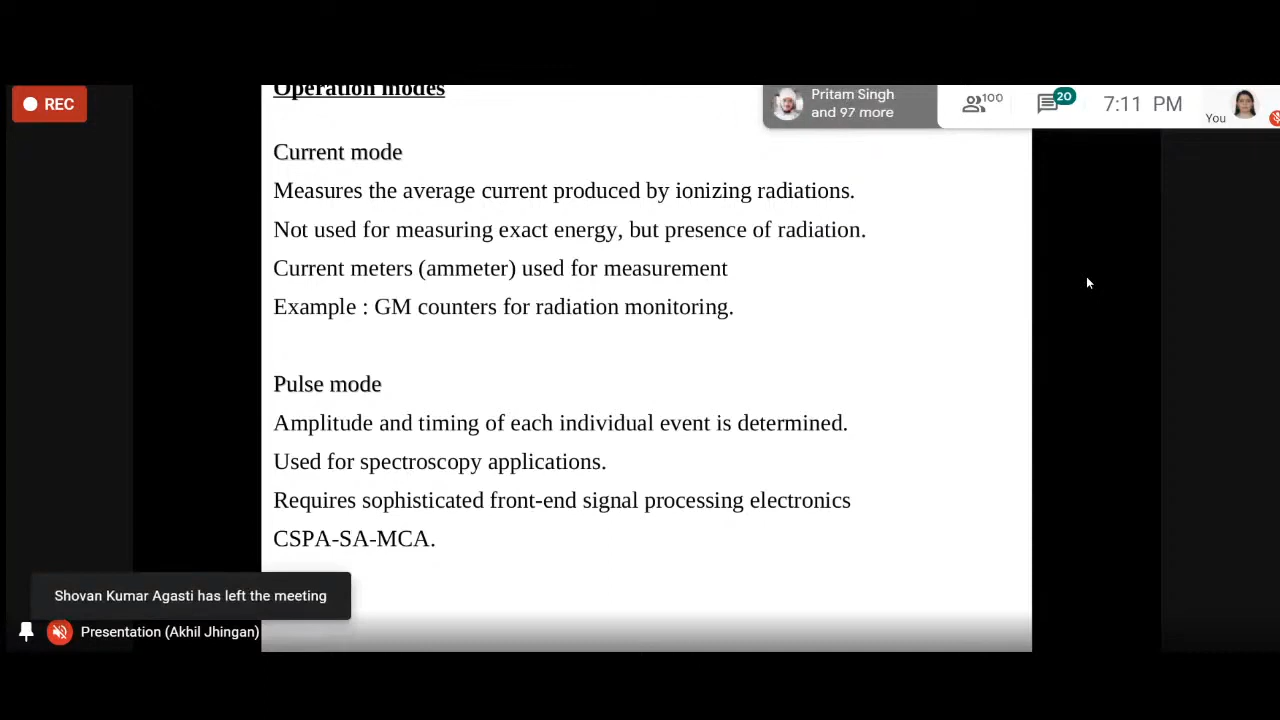 REC
Operation modes
Pritam Singh
and 97 more
100
20
7:11 PM
You
Current mode
Measures the average current produced by ionizing radiations.
Not used for measuring exact energy, but presence of radiation.
Current meters (ammeter) used for measurement
Example : GM counters for radiation monitoring.
Pulse mode
Amplitude and timing of each individual event is determined.
Used for spectroscopy applications.
Requires sophisticated front-end signal processing electronics
CSPA-SA-MCA.
Shovan Kumar Agasti has left the meeting
Presentation (Akhil Jhingan)